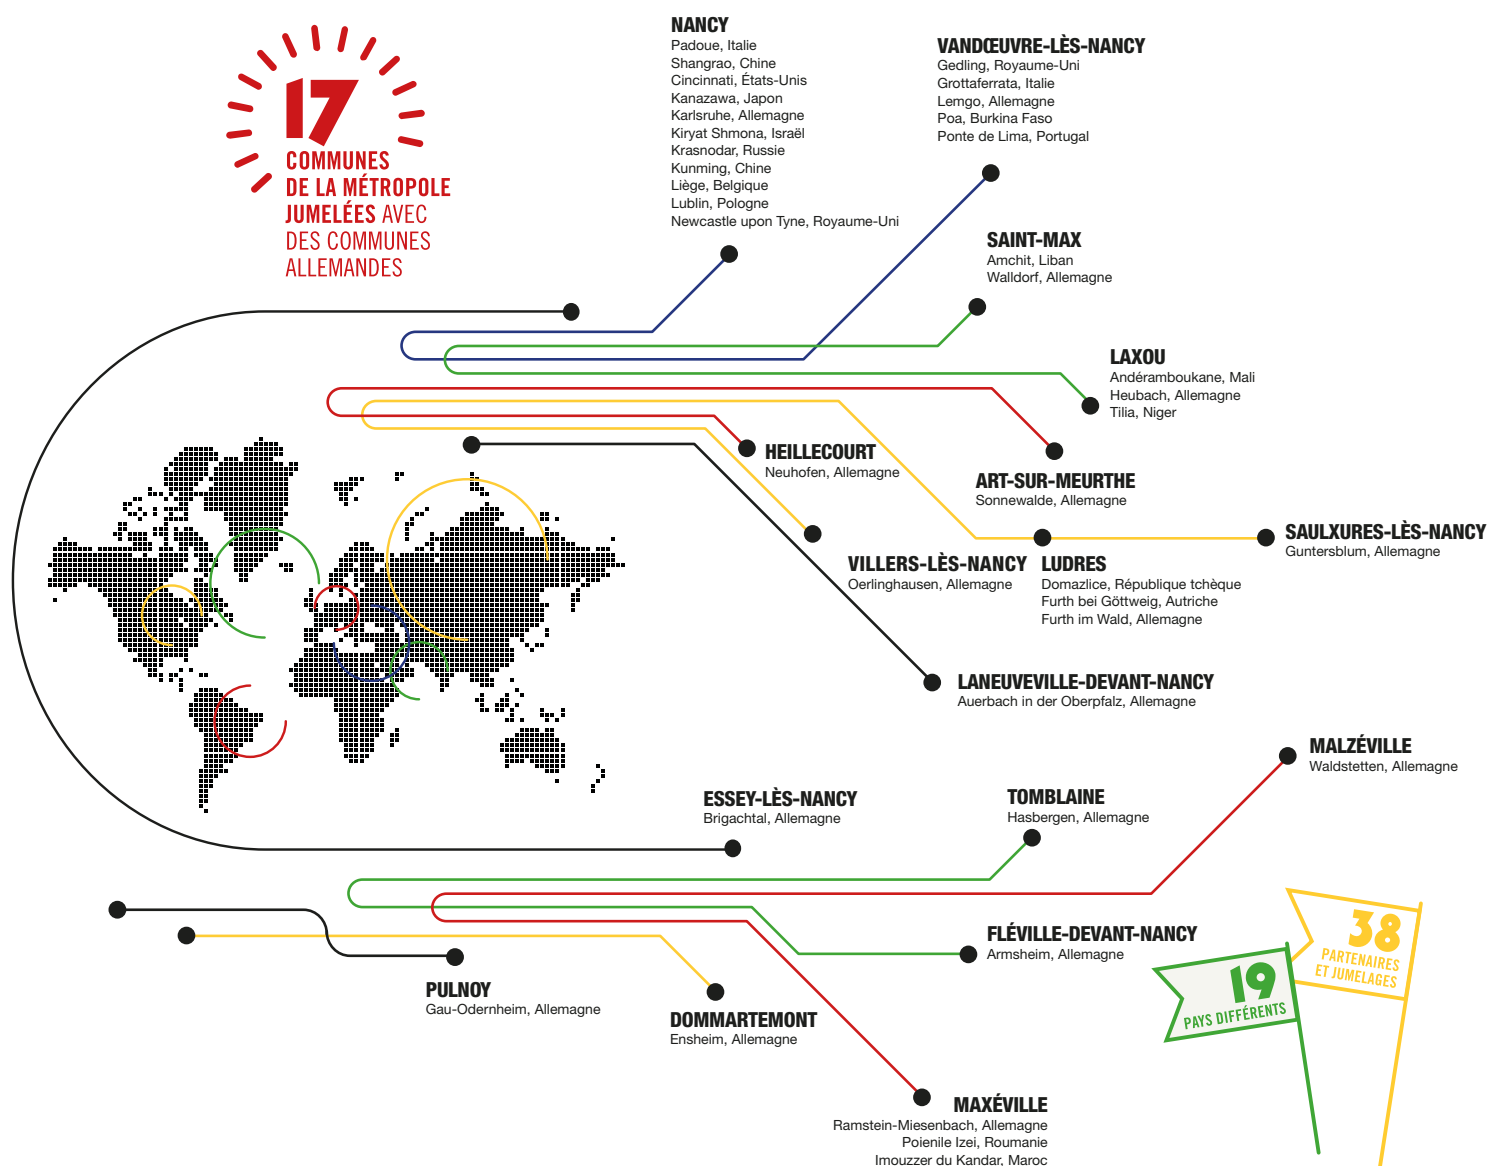 17
COMMUNES
DE LA MÉTROPOLE
JUMELÉES AVEC
DES COMMUNES
ALLEMANDES
NANCY
Padoue, Italie
Shangrao, Chine
Cincinnati, États-Unis
Kanazawa, Japon
Karlsruhe, Allemagne
Kiryat Shmona, Israël
Krasnodar, Russie
Kunming, Chine
Liège, Belgique
Lublin, Pologne
Newcastle upon Tyne, Royaume-Uni
VANDŒUVRE-LÈS-NANCY
Gedling, Royaume-Uni
Grottaferrata, Italie
Lemgo, Allemagne
Poa, Burkina Faso
Ponte de Lima, Portugal
SAINT-MAX
Amchit, Liban
Walldorf, Allemagne
LAXOU
Andéramboukane, Mali
Heubach, Allemagne
Tilia, Niger
HEILLECOURT
Neuhofen, Allemagne
ART-SUR-MEURTHE
Sonnewalde, Allemagne
SAULXURES-LÈS-NANCY
Guntersblum, Allemagne
VILLERS-LÈS-NANCY
Oerlinghausen, Allemagne
LUDRES
Domazlice, République tchèque
Furth bei Göttweig, Autriche
Furth im Wald, Allemagne
LANEUVEVILLE-DEVANT-NANCY
Auerbach in der Oberpfalz, Allemagne
MALZÉVILLE
Waldstetten, Allemagne
ESSEY-LÈS-NANCY
Brigachtal, Allemagne
TOMBLAINE
Hasbergen, Allemagne
FLÉVILLE-DEVANT-NANCY
Armsheim, Allemagne
PULNOY
Gau-Odernheim, Allemagne
DOMMARTEMONT
Ensheim, Allemagne
MAXÉVILLE
Ramstein-Miesenbach, Allemagne
Poienile Izei, Roumanie
Imouzzer du Kandar, Maroc
38
PARTENAIRES
ET JUMELAGES
19
PAYS DIFFÉRENTS